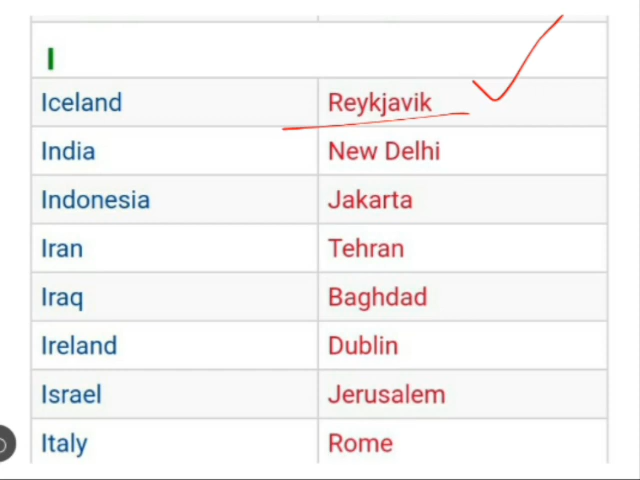 I
Iceland Reykjavik
India New Delhi
Indonesia Jakarta
Iran Tehran
Iraq Baghdad
Ireland Dublin
Israel Jerusalem
Italy Rome